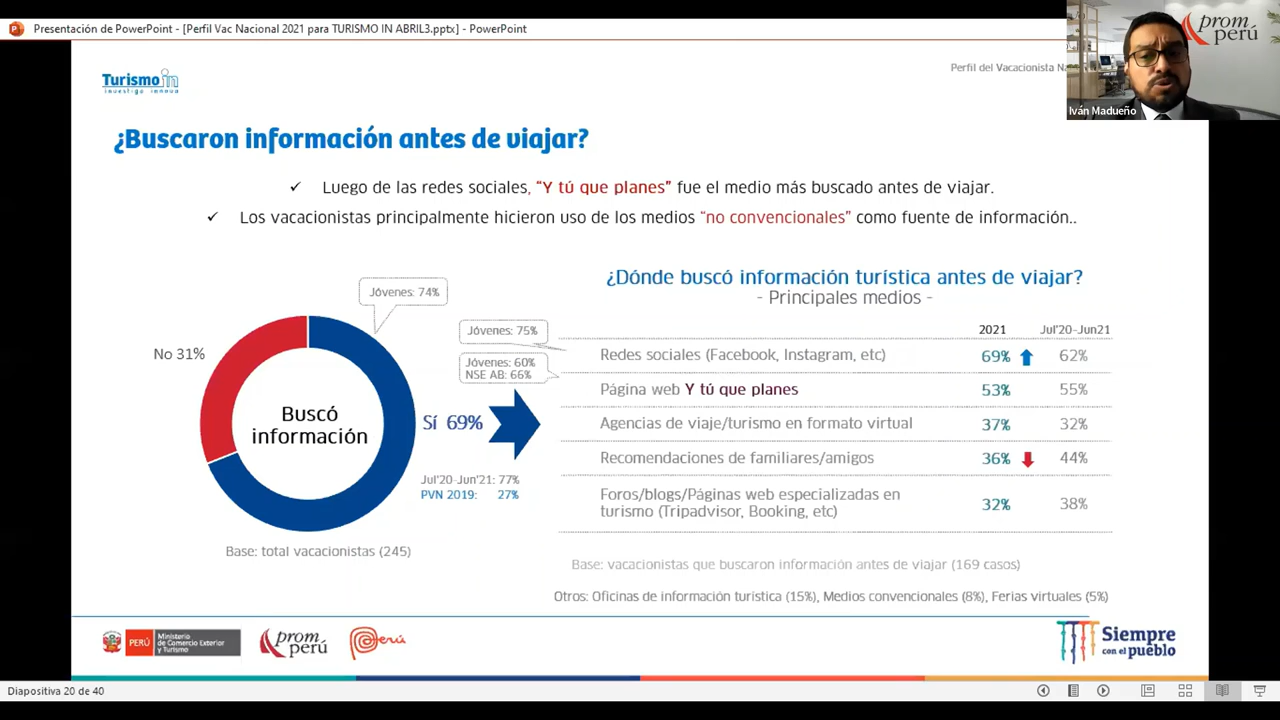 Presentación de PowerPoint - [Perfil Vac Nacional 2021 para TURISMO IN ABRIL3.pptx] - PowerPoint
prom
perú
Iván Madueño
Turismo in
investiga innova
Perfil del Vacacionista
¿Buscaron información antes de viajar?
✓ Luego de las redes sociales, “Y tú que planes” fue el medio más buscado antes de viajar.
✓ Los vacacionistas principalmente hicieron uso de los medios “no convencionales” como fuente de información..
Jóvenes: 74%
No 31%
Buscó
información
Sí 69%
Jul'20-Jun'21: 77%
PVN 2019: 27%
Base: total vacacionistas (245)
¿Dónde buscó información turística antes de viajar?
- Principales medios -
2021 Jul'20-Jun21
Jóvenes: 75%
Redes sociales (Facebook, Instagram, etc) 69% 62%
Jóvenes: 60%
NSE AB: 66%
Página web Y tú que planes 53% 55%
Agencias de viaje/turismo en formato virtual 37% 32%
Recomendaciones de familiares/amigos 36% 44%
Foros/blogs/Páginas web especializadas en
turismo (Tripadvisor, Booking, etc) 32% 38%
Base: vacacionistas que buscaron información antes de viajar (169 casos)
Otros: Oficinas de información turística (15%), Medios convencionales (8%), Ferias virtuales (5%)
PERÚ Ministerio
de Comercio Exterior
y Turismo
prom
perú
Perú
Siempre
con el pueblo
Diapositiva 20 de 40